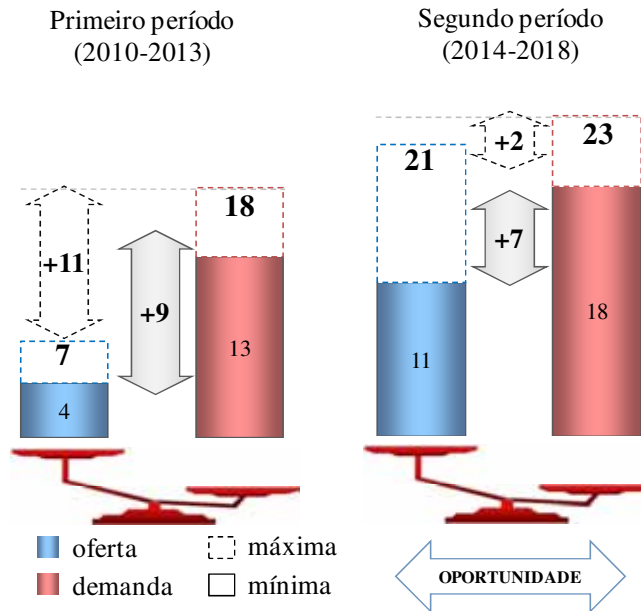 Primeiro período
(2010-2013)
Segundo período
(2014-2018)
+11
7
4
+9
18
13
21
11
+2
+7
23
18
oferta
demanda
máxima
mínima
OPORTUNIDADE